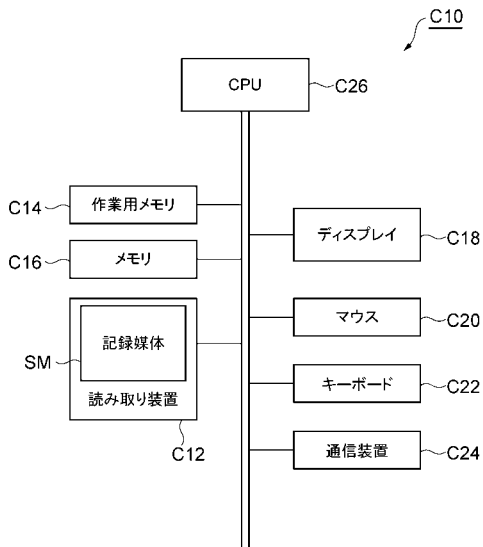 C10
CPU
C26
C14
作業用メモリ
ディスプレイ
C18
C16
メモリ
SM
記録媒体
読み取り装置
C12
マウス
C20
キーボード
C22
通信装置
C24